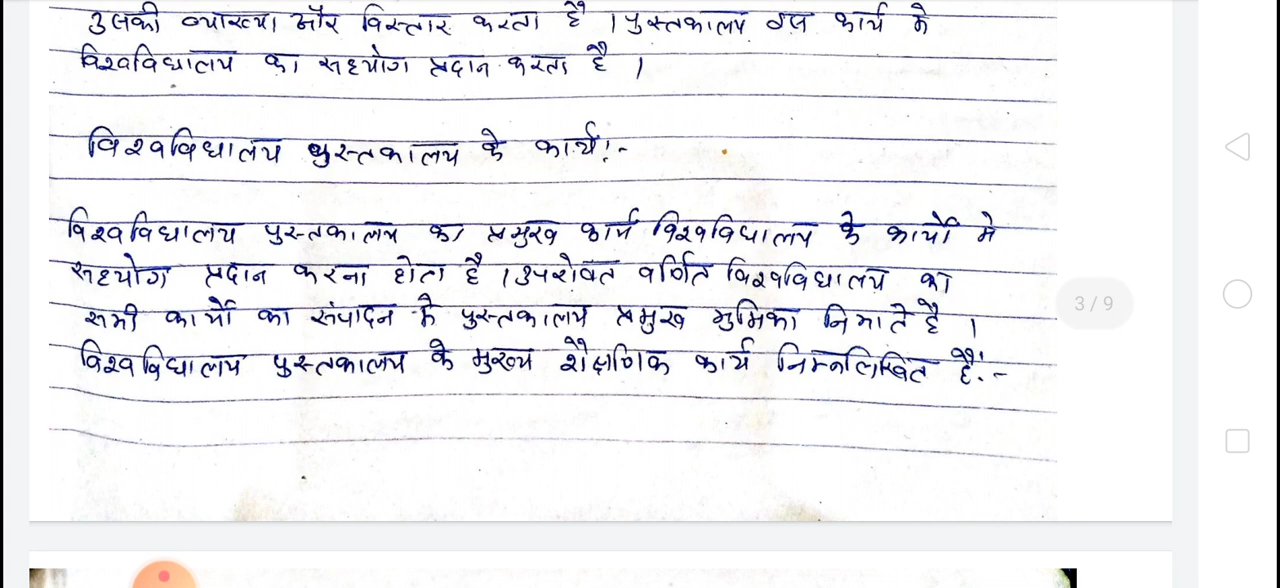 उसकी व्याख्या और विस्तार करता है । पुस्तकालय इस कार्य मे
विश्वविधालय का सहयोग प्रदान करता है ।
विश्वविधालय पुस्तकालय के कार्य:-
विश्वविधालय पुस्तकालय का प्रमुख कार्य विश्वविधालय के कार्यो मे
सहयोग प्रदान करना होता है । उपरोक्त वर्णित विश्वविधालय का
सभी कार्यो का संपादन मे पुस्तकालय प्रमुख भुमिका निभाते है ।
विश्वविधालय पुस्तकालय के मुख्य शैक्षणिक कार्य निम्नलिखित है:-
3/9